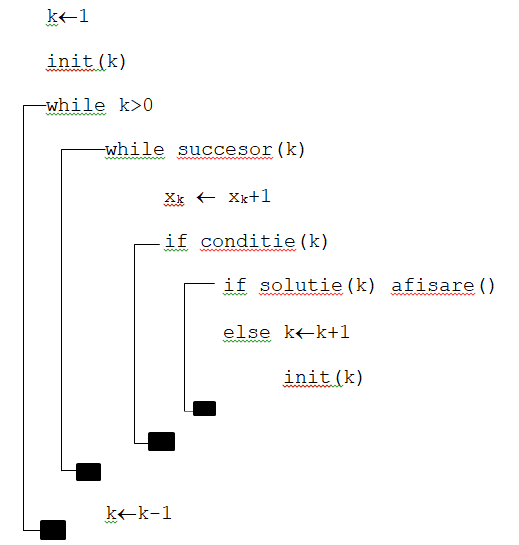 k←1
init(k)
while k>0
while succesor(k)
xk ← xk+1
if conditie(k)
if solutie(k) afisare()
else k←k+1
init(k)
k←k-1